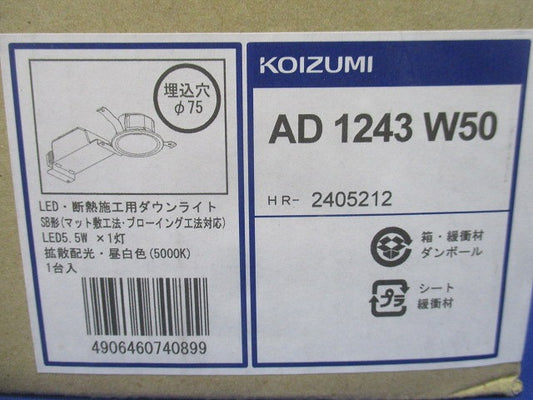 埋込穴
φ75
LED・断熱施工用ダウンライト
SB形(マット敷工法・ブローイング工法対応)
LED5.5W ×1灯
拡散配光・昼白色(5000K)
1台入
4906460740899
KOIZUMI
AD 1243 W50
HR- 2405212
箱・緩衝材
ダンボール
プラ
シート
緩衝材